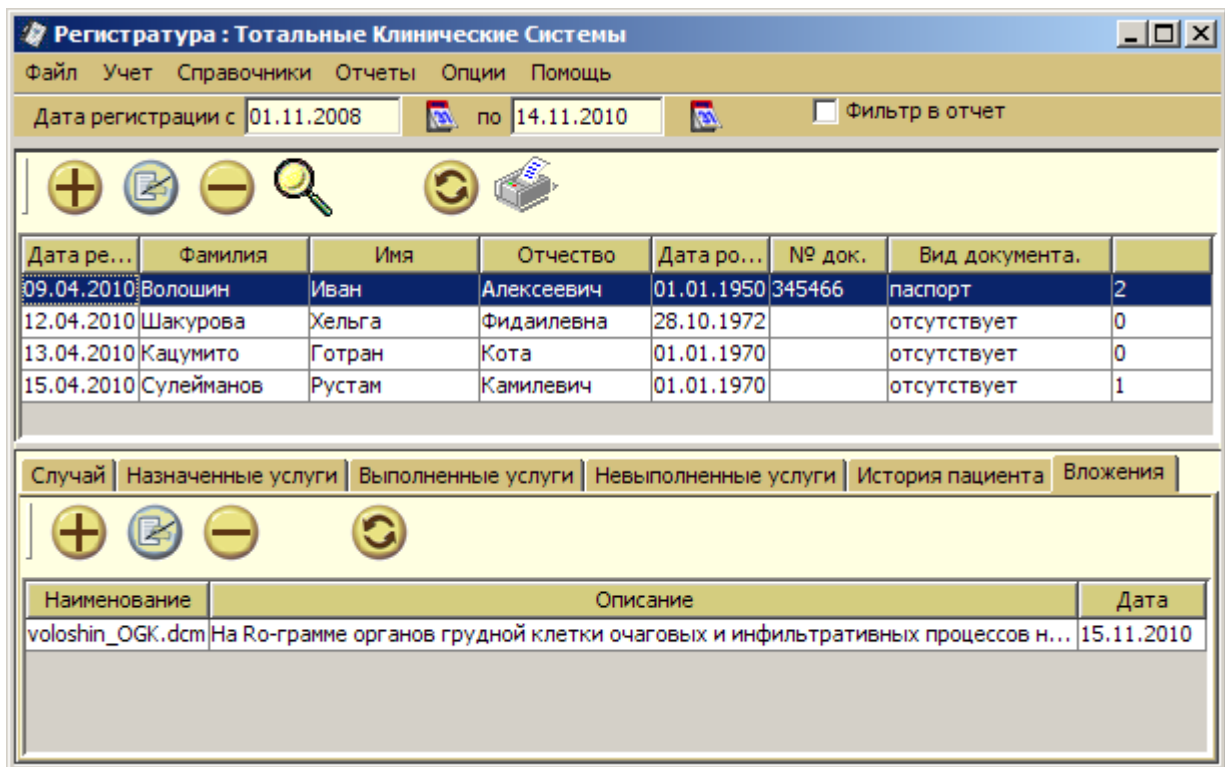 Регистратура : Тотальные Клинические Системы
Файл Учет Справочники Отчеты Опции Помощь
Дата регистрации с 01.11.2008 по 14.11.2010 Фильтр в отчет
Дата ре... Фамилия Имя Отчество Дата ро... № док. Вид документа.
09.04.2010 Волошин Иван Алексеевич 01.01.1950 345466 паспорт 2
12.04.2010 Шакурова Хельга Фидаилевна 28.10.1972 отсутствует 0
13.04.2010 Кацумито Готран Кота 01.01.1970 отсутствует 0
15.04.2010 Сулейманов Рустам Камилевич 01.01.1970 отсутствует 1
Случай Назначенные услуги Выполненные услуги Невыполненные услуги История пациента Вложения
Наименование Описание Дата
voloshin_OGK.dcm На Ro-грамме органов грудной клетки очаговых и инфильтративных процессов н... 15.11.2010